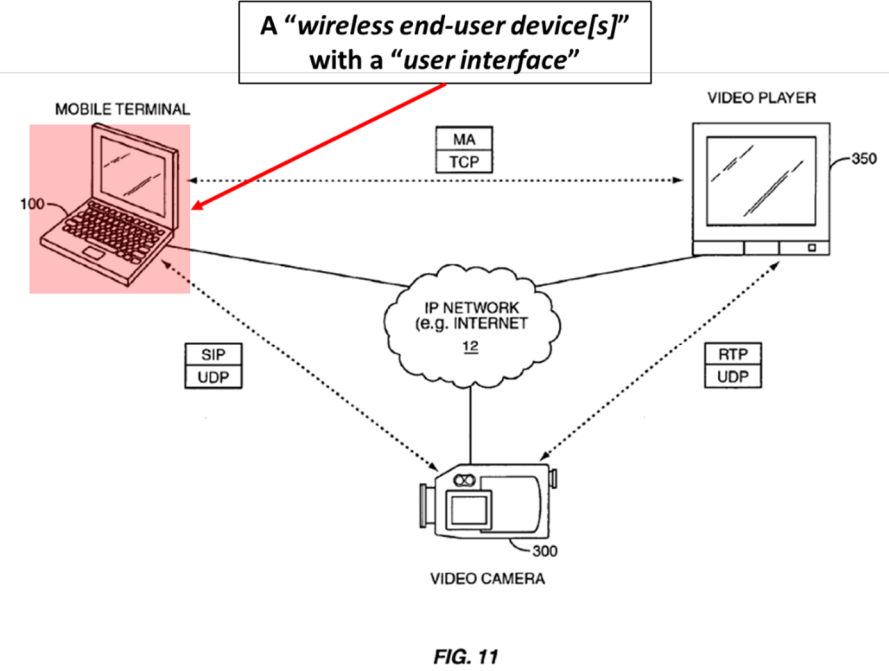 A “wireless end-user device[s]”
with a “user interface”
MOBILE TERMINAL
VIDEO PLAYER
MA
TCP
350
100
IP NETWORK
(e.g. INTERNET
12
SIP
UDP
RTP
UDP
300
VIDEO CAMERA
FIG. 11